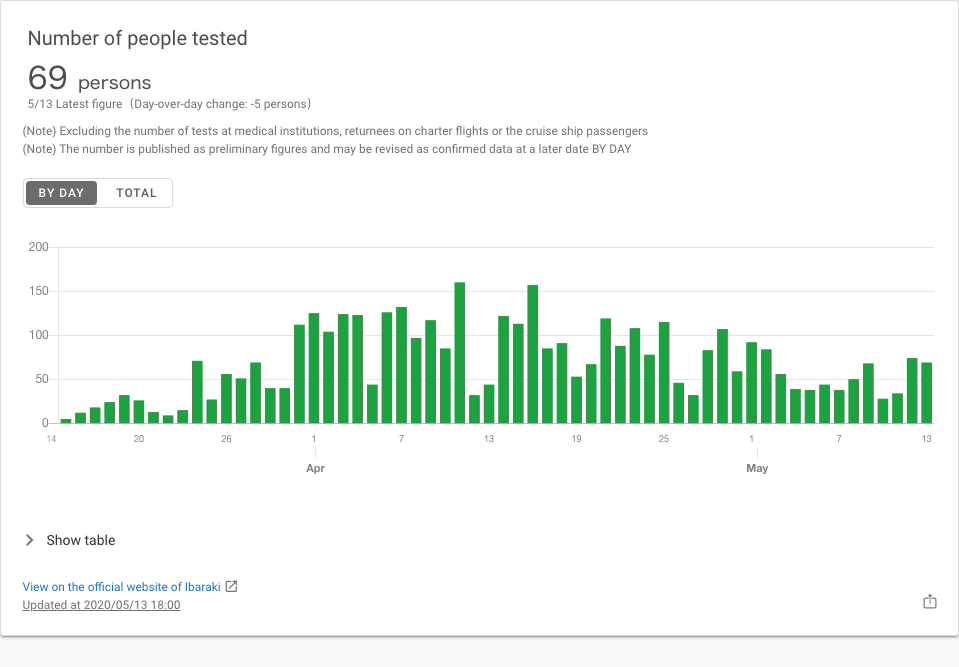 Number of people tested
69 persons
5/13 Latest figure (Day-over-day change: -5 persons)
(Note) Excluding the number of tests at medical institutions, returnees on charter flights or the cruise ship passengers
(Note) The number is published as preliminary figures and may be revised as confirmed data at a later date BY DAY
BY DAY TOTAL
200
150
100
50
0
14 20 26 1 7 13 19 25 1 7 13
Apr May
Show table
View on the official website of Ibaraki
Updated at 2020/05/13 18:00